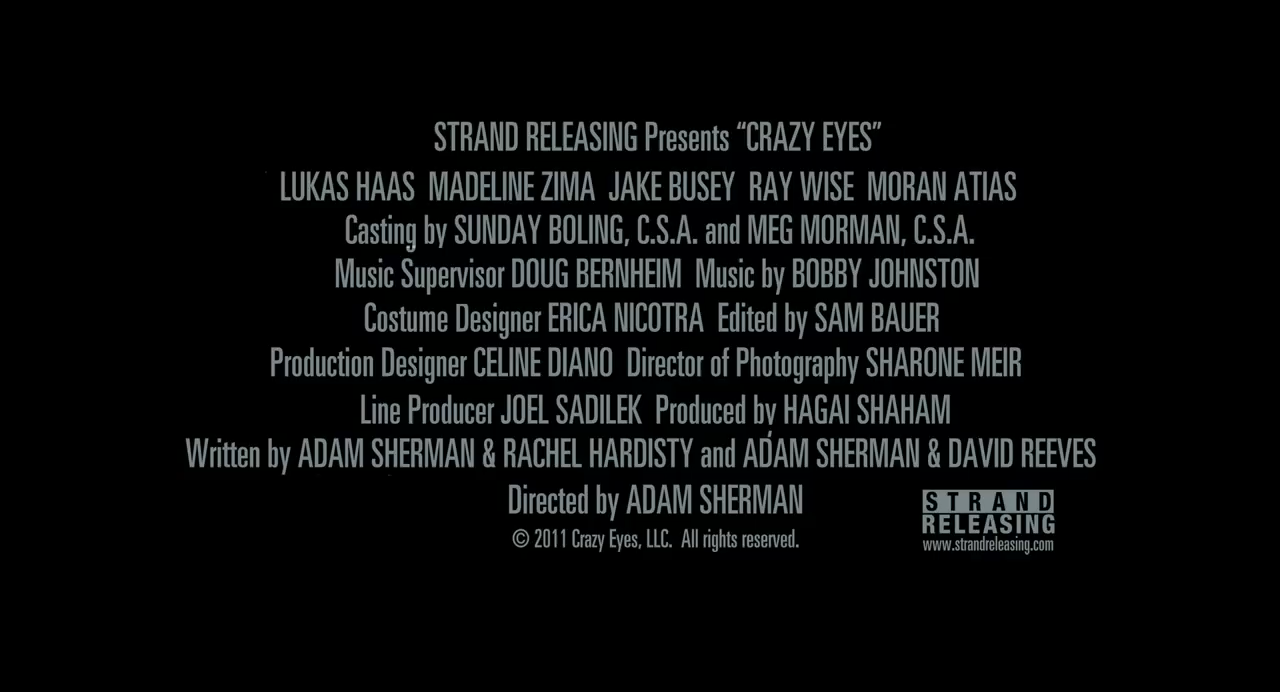 STRAND RELEASING Presents “CRAZY EYES”
LUKAS HAAS MADELINE ZIMA JAKE BUSEY RAY WISE MORAN ATIAS
Casting by SUNDAY BOLING, C.S.A. and MEG MORMAN, C.S.A.
Music Supervisor DOUG BERNHEIM Music by BOBBY JOHNSTON
Costume Designer ERICA NICOTRA Edited by SAM BAUER
Production Designer CELINE DIANO Director of Photography SHARONE MEIR
Line Producer JOEL SADILEK Produced by HAGAI SHAHAM
Written by ADAM SHERMAN & RACHEL HARDISTY and ADAM SHERMAN & DAVID REEVES
Directed by ADAM SHERMAN
© 2011 Crazy Eyes, LLC. All rights reserved.
STRAND
RELEASING
www.strandreleasing.com